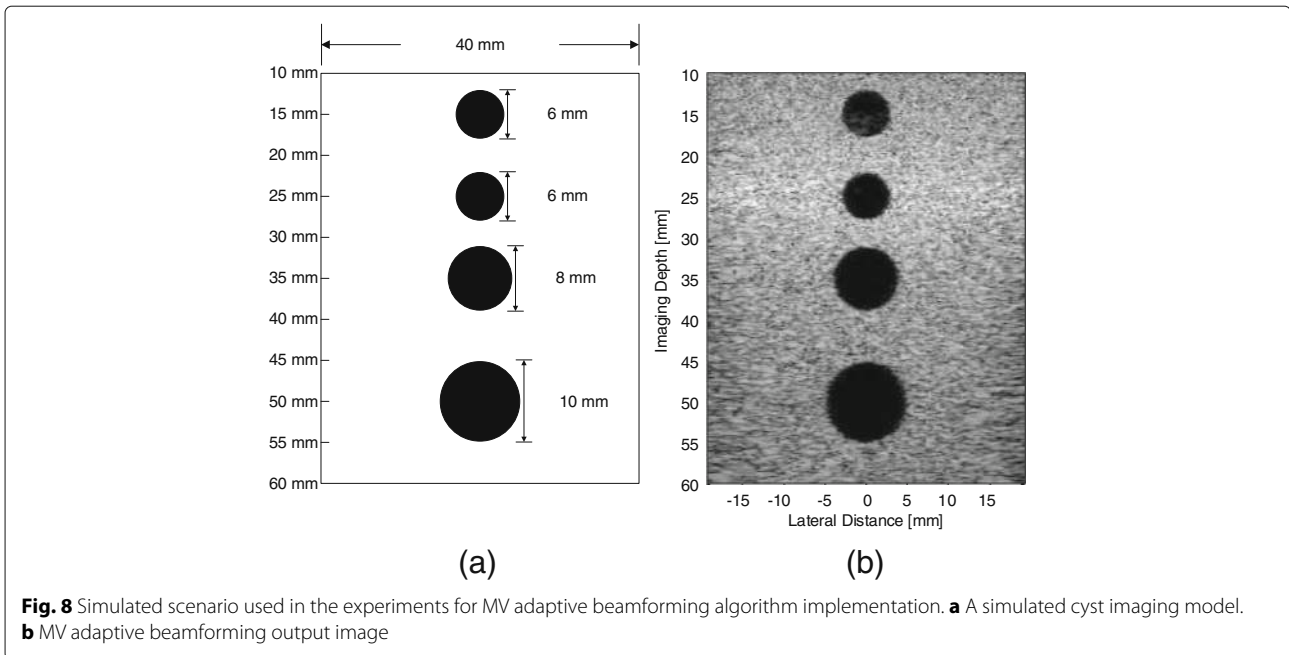 40 mm
10 mm
15 mm
20 mm
25 mm
30 mm
35 mm
40 mm
45 mm
50 mm
55 mm
60 mm
6 mm
6 mm
8 mm
10 mm
(a)
Imaging Depth [mm]
10
15
20
25
30
35
40
45
50
55
60
-15 -10 -5 0 5 10 15
Lateral Distance [mm]
(b)
Fig. 8 Simulated scenario used in the experiments for MV adaptive beamforming algorithm implementation. a A simulated cyst imaging model.
b MV adaptive beamforming output image